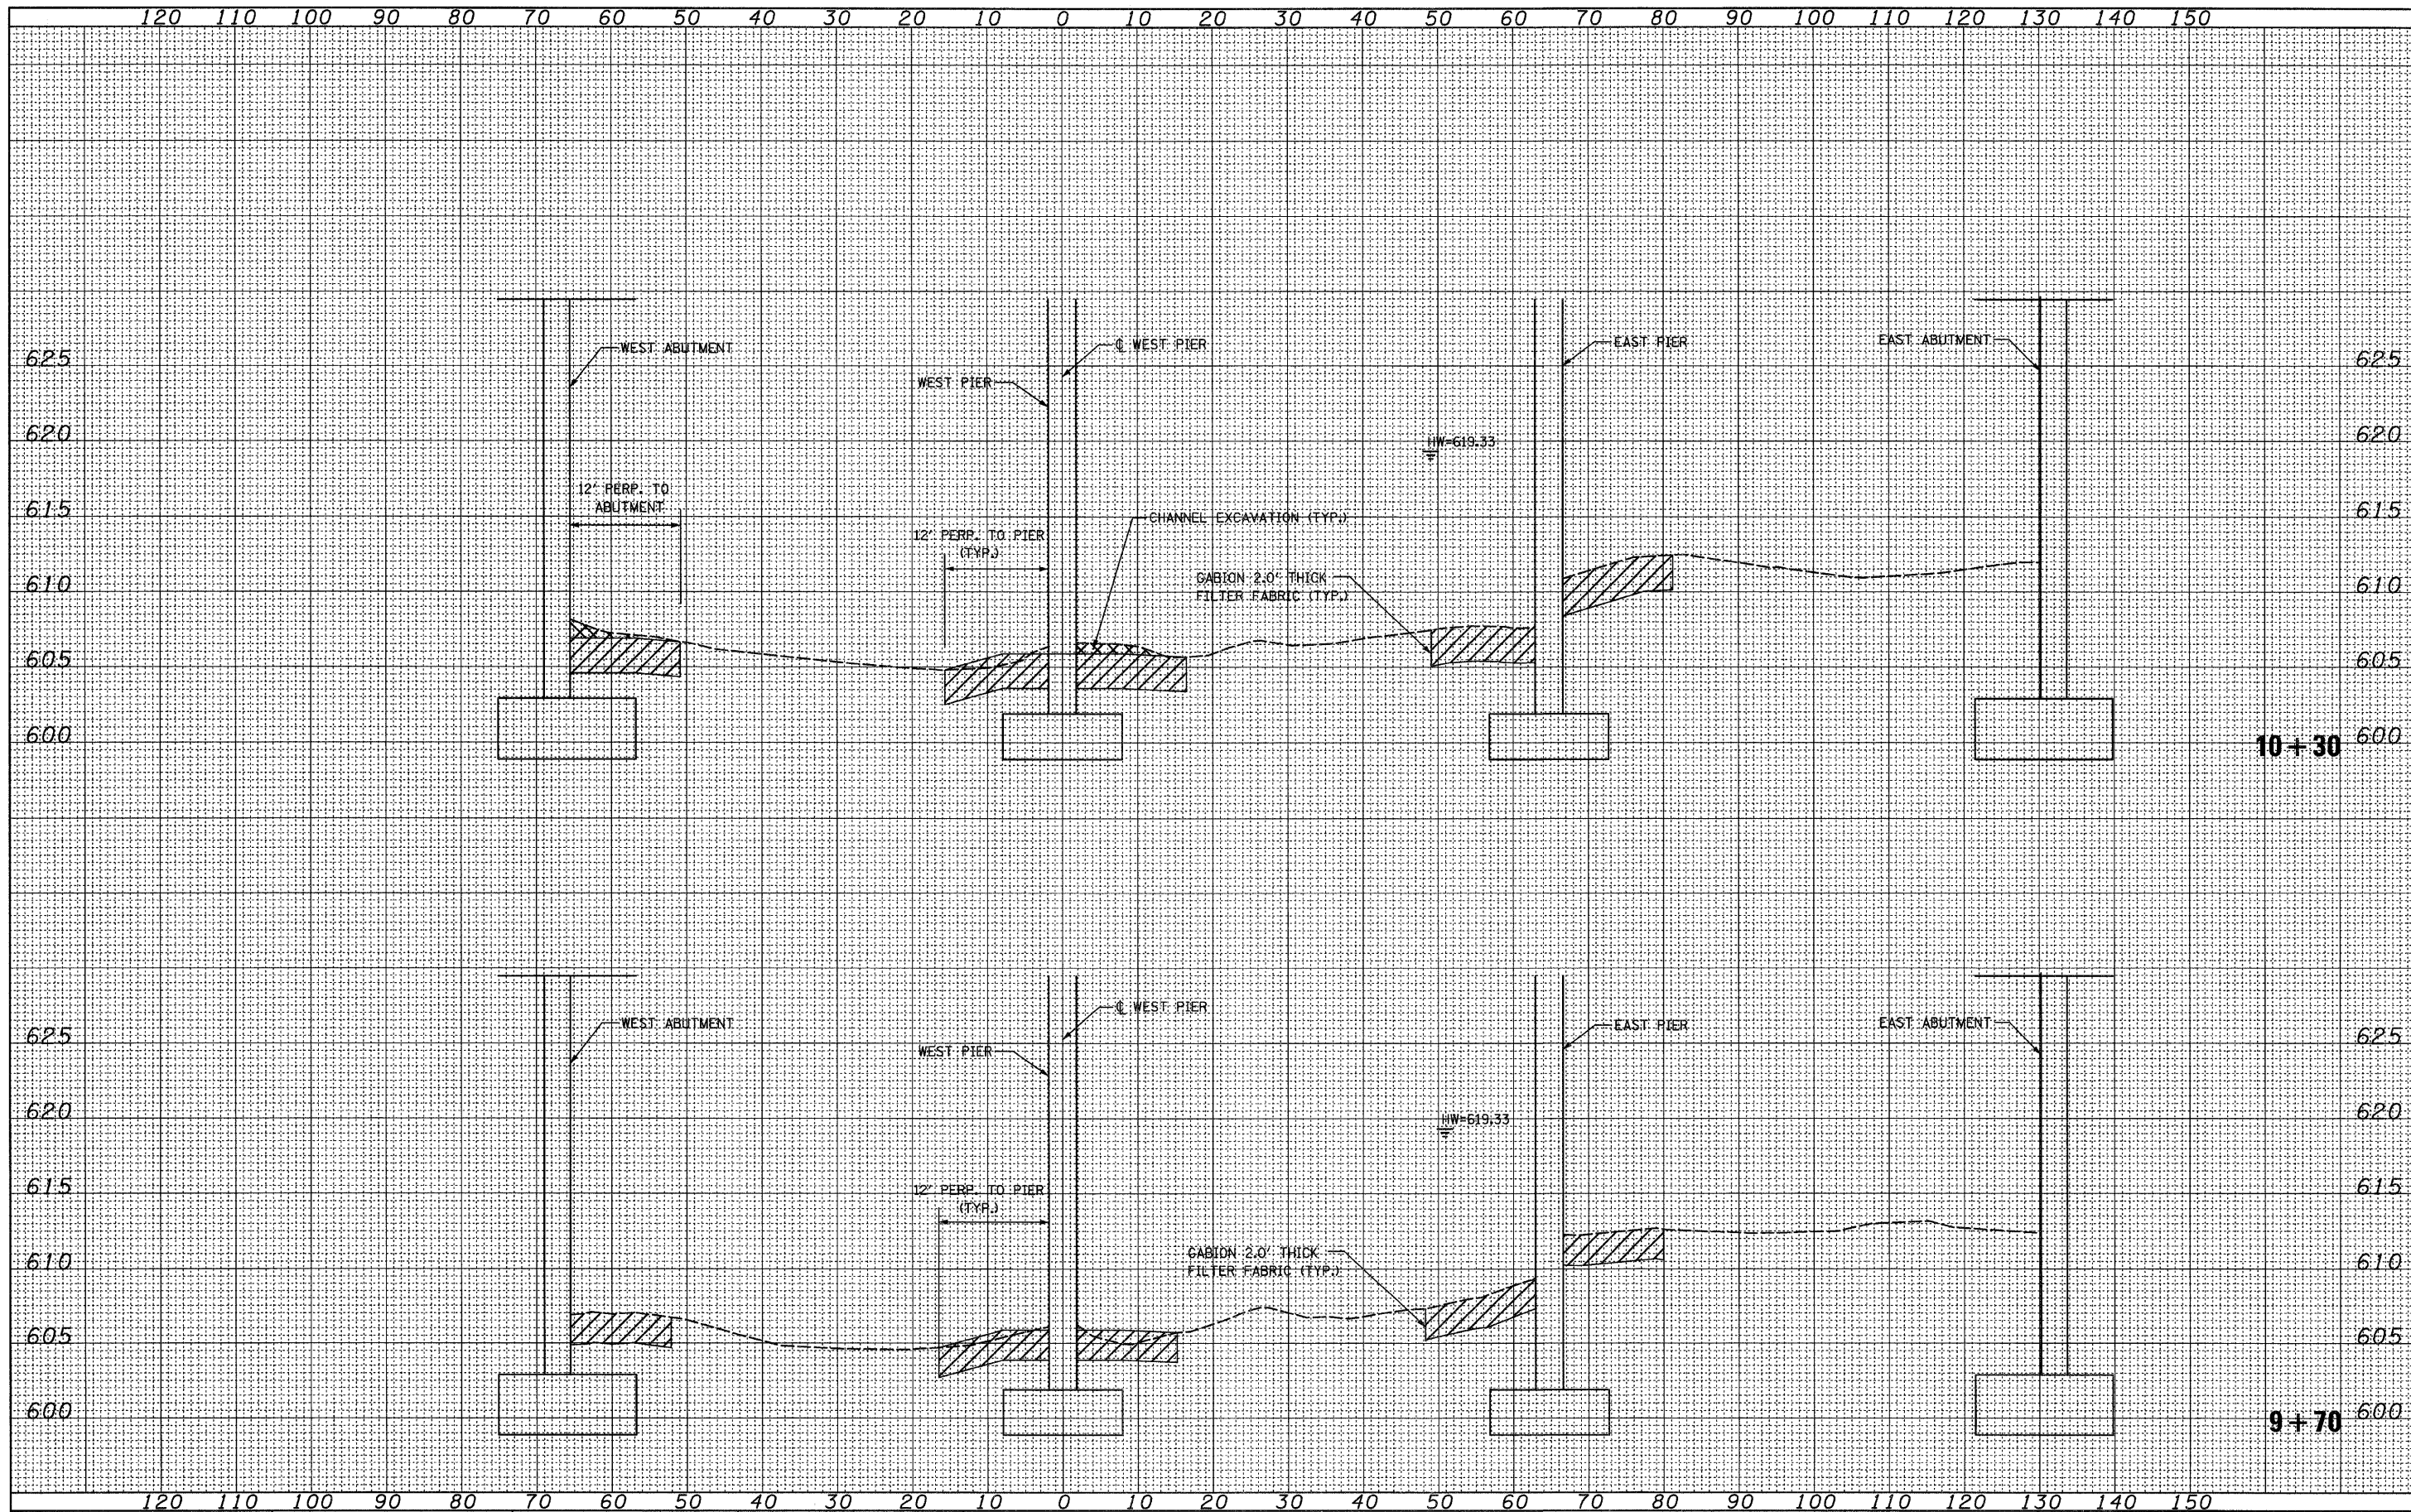 120 110 100 90 80 70 60 50 40 30 20 10 0 10 20 30 40 50 60 70 80 90 100 110 120 130 140 150
WEST ABUTMENT
℄ WEST PIER
EAST PIER
EAST ABUTMENT
625
625
WEST PIER
620
HW=619.33
620
12' PERP. TO
ABUTMENT
615
CHANNEL EXCAVATION (TYP.)
615
12' PERP. TO PIER
(TYP.)
610
GABION 2.0' THICK
FILTER FABRIC (TYP.)
610
605
605
600
10+30
600
WEST ABUTMENT
℄ WEST PIER
EAST PIER
EAST ABUTMENT
625
625
WEST PIER
620
HW=619.33
620
615
12' PERP. TO PIER
(TYP.)
615
610
GABION 2.0' THICK
FILTER FABRIC (TYP.)
610
605
605
600
9+70
600
120 110 100 90 80 70 60 50 40 30 20 10 0 10 20 30 40 50 60 70 80 90 100 110 120 130 140 150